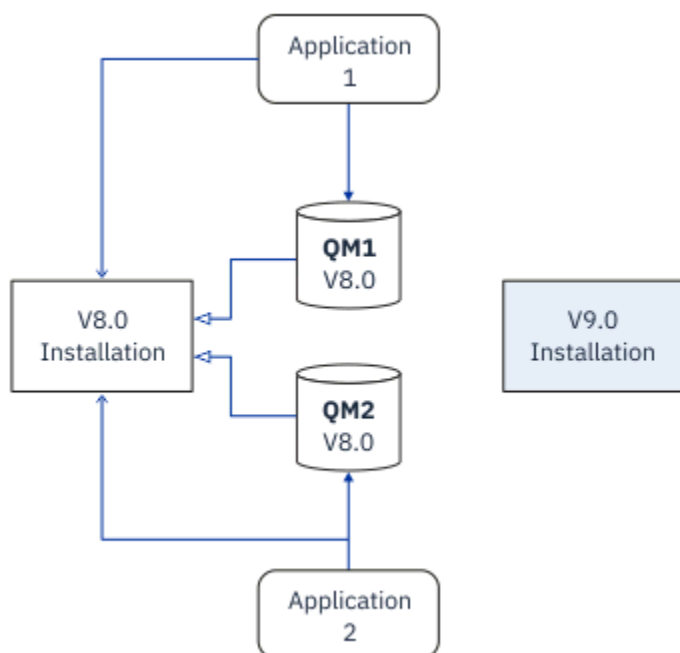 Application
1
QM1
V8.0
V8.0
Installation
V9.0
Installation
QM2
V8.0
Application
2